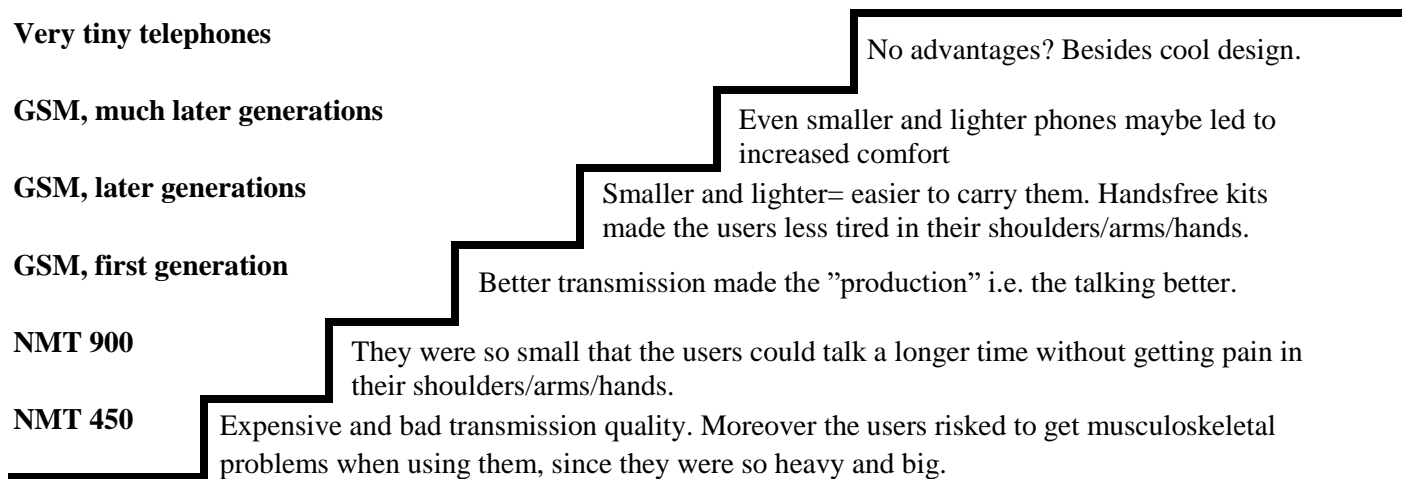 Very tiny telephones
No advantages? Besides cool design.
GSM, much later generations
Even smaller and lighter phones maybe led to
increased comfort
GSM, later generations
Smaller and lighter= easier to carry them. Handsfree kits
made the users less tired in their shoulders/arms/hands.
GSM, first generation
Better transmission made the ”production” i.e. the talking better.
NMT 900
They were so small that the users could talk a longer time without getting pain in
their shoulders/arms/hands.
NMT 450
Expensive and bad transmission quality. Moreover the users risked to get musculoskeletal
problems when using them, since they were so heavy and big.